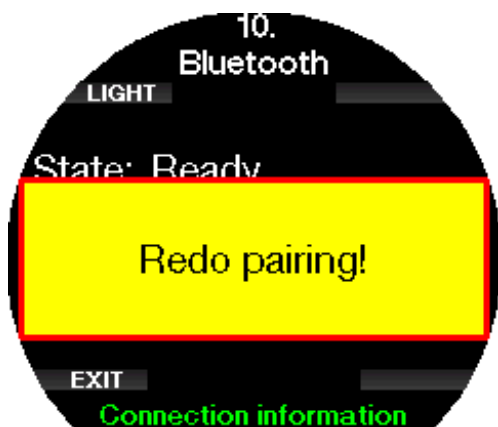 10.
Bluetooth
LIGHT
State: Ready
Redo pairing!
EXIT
Connection information